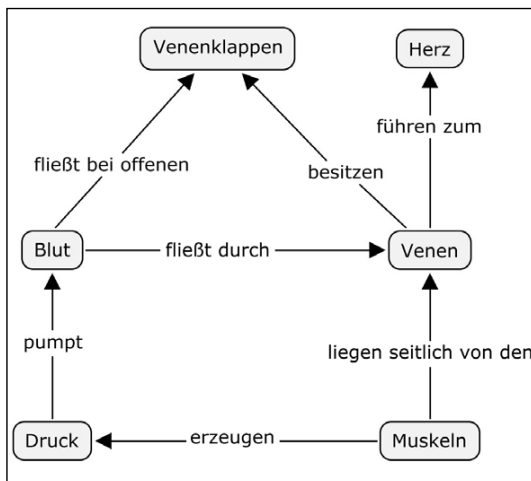 Venenklappen
Herz
führen zum
fließt bei offenen
besitzen
Blut
fließt durch
Venen
pumpt
liegen seitlich von den
Druck
erzeugen
Muskeln